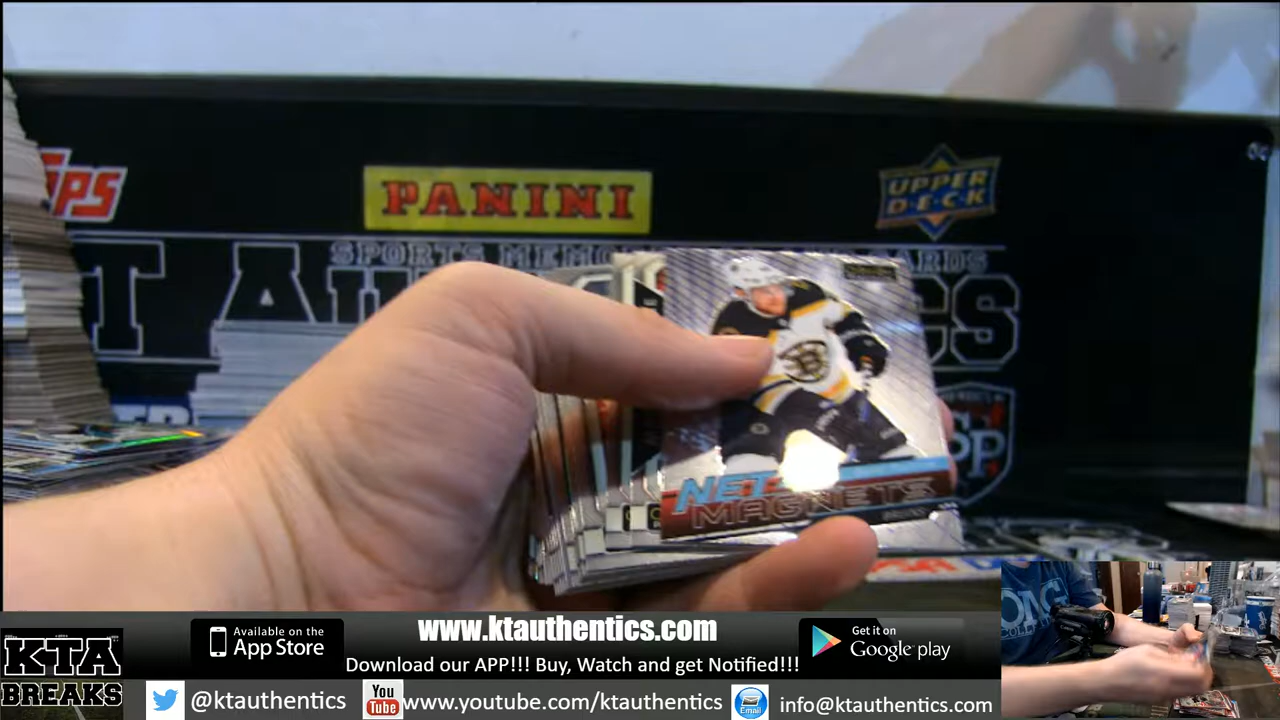 PPS
PANINI
UPPER
DECK
SPORTS
NET
MAGNETS
www.ktauthentics.com
Available on the
App Store
Get it on
Google play
Download our APP!!! Buy, Watch and get Notified!!!
KTA
BREAKS
@ktauthentics
You
Tube
www.youtube.com/ktauthentics
Email
info@ktauthentics.com